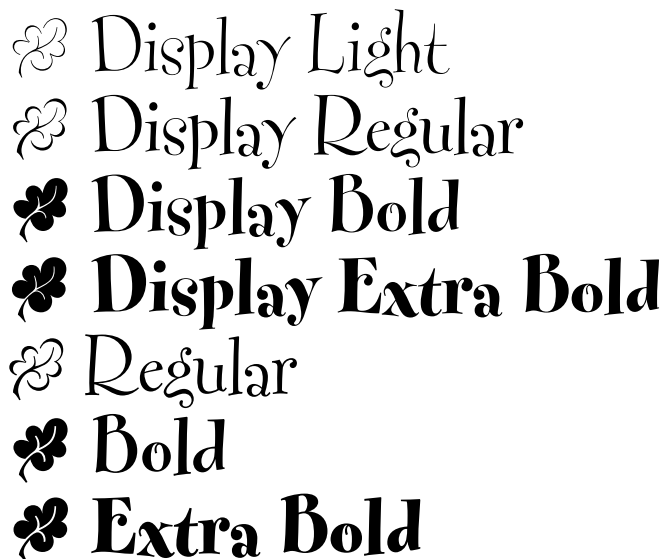 Display Light
Display Regular
Display Bold
Display Extra Bold
Regular
Bold
Extra Bold